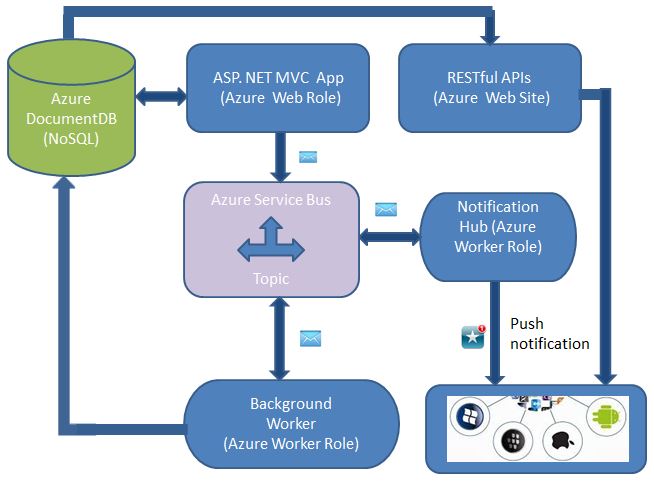 Azure
DocumentDB
(NoSQL)
ASP. NET MVC  App
(Azure  Web Role)
RESTful APIs
(Azure  Web Site)
Azure Service Bus
Topic
Notification
Hub (Azure
Worker Role)
1
Push
notification
Background
Worker
(Azure Worker Role)